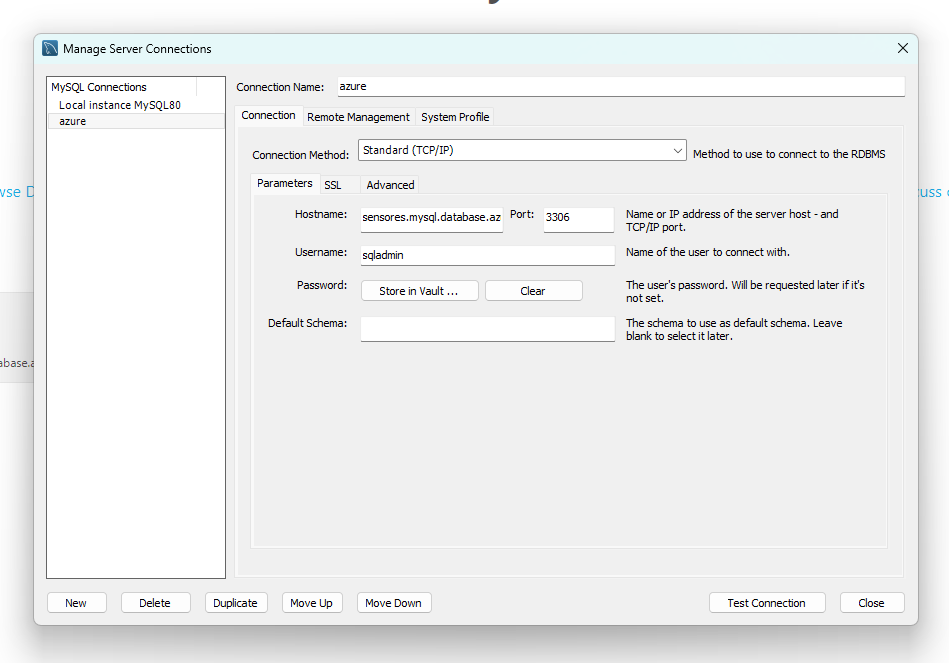 Manage Server Connections
MySQL Connections
Local instance MySQL80
azure
Connection Name: azure
Connection Remote Management System Profile
Connection Method: Standard (TCP/IP) Method to use to connect to the RDBMS
Parameters SSL Advanced
Hostname: sensores.mysql.database.az Port: 3306 Name or IP address of the server host - and
TCP/IP port.
Username: sqladmin Name of the user to connect with.
Password: Store in Vault ... Clear The user's password. Will be requested later if it's
not set.
Default Schema: The schema to use as default schema. Leave
blank to select it later.
New Delete Duplicate Move Up Move Down Test Connection Close